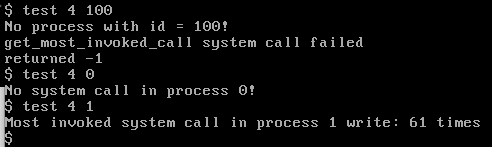 $ test 4 100
No process with id = 100!
get_most_invoked_call system call failed
returned -1
$ test 4 0
No system call in process 0!
$ test 4 1
Most invoked system call in process 1 write: 61 times
$